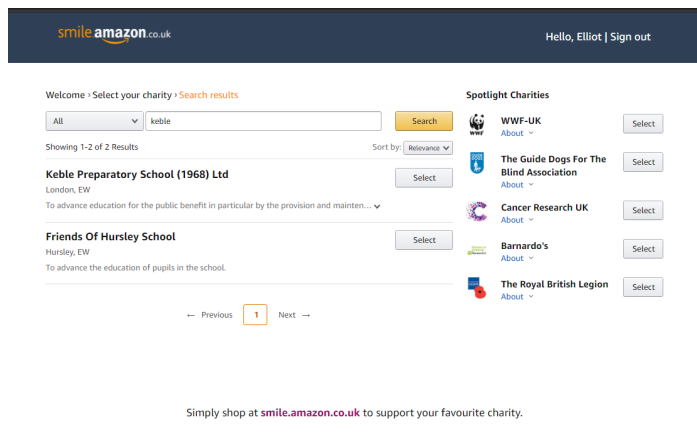 smile.amazon.co.uk
Hello, Elliot | Sign out
Welcome › Select your charity › Search results
All
keble
Search
Showing 1-2 of 2 Results
Sort by: Relevance
Keble Preparatory School (1968) Ltd
Select
London, EW
To advance education for the public benefit in particular by the provision and mainten...
Friends Of Hursley School
Select
Hursley, EW
To advance the education of pupils in the school.
← Previous 1 Next →
Spotlight Charities
WWF
WWF-UK
About
Select
The Guide Dogs For The
Blind Association
About
Select
Cancer Research UK
About
Select
Barnardo's
About
Select
The Royal British Legion
About
Select
Simply shop at smile.amazon.co.uk to support your favourite charity.